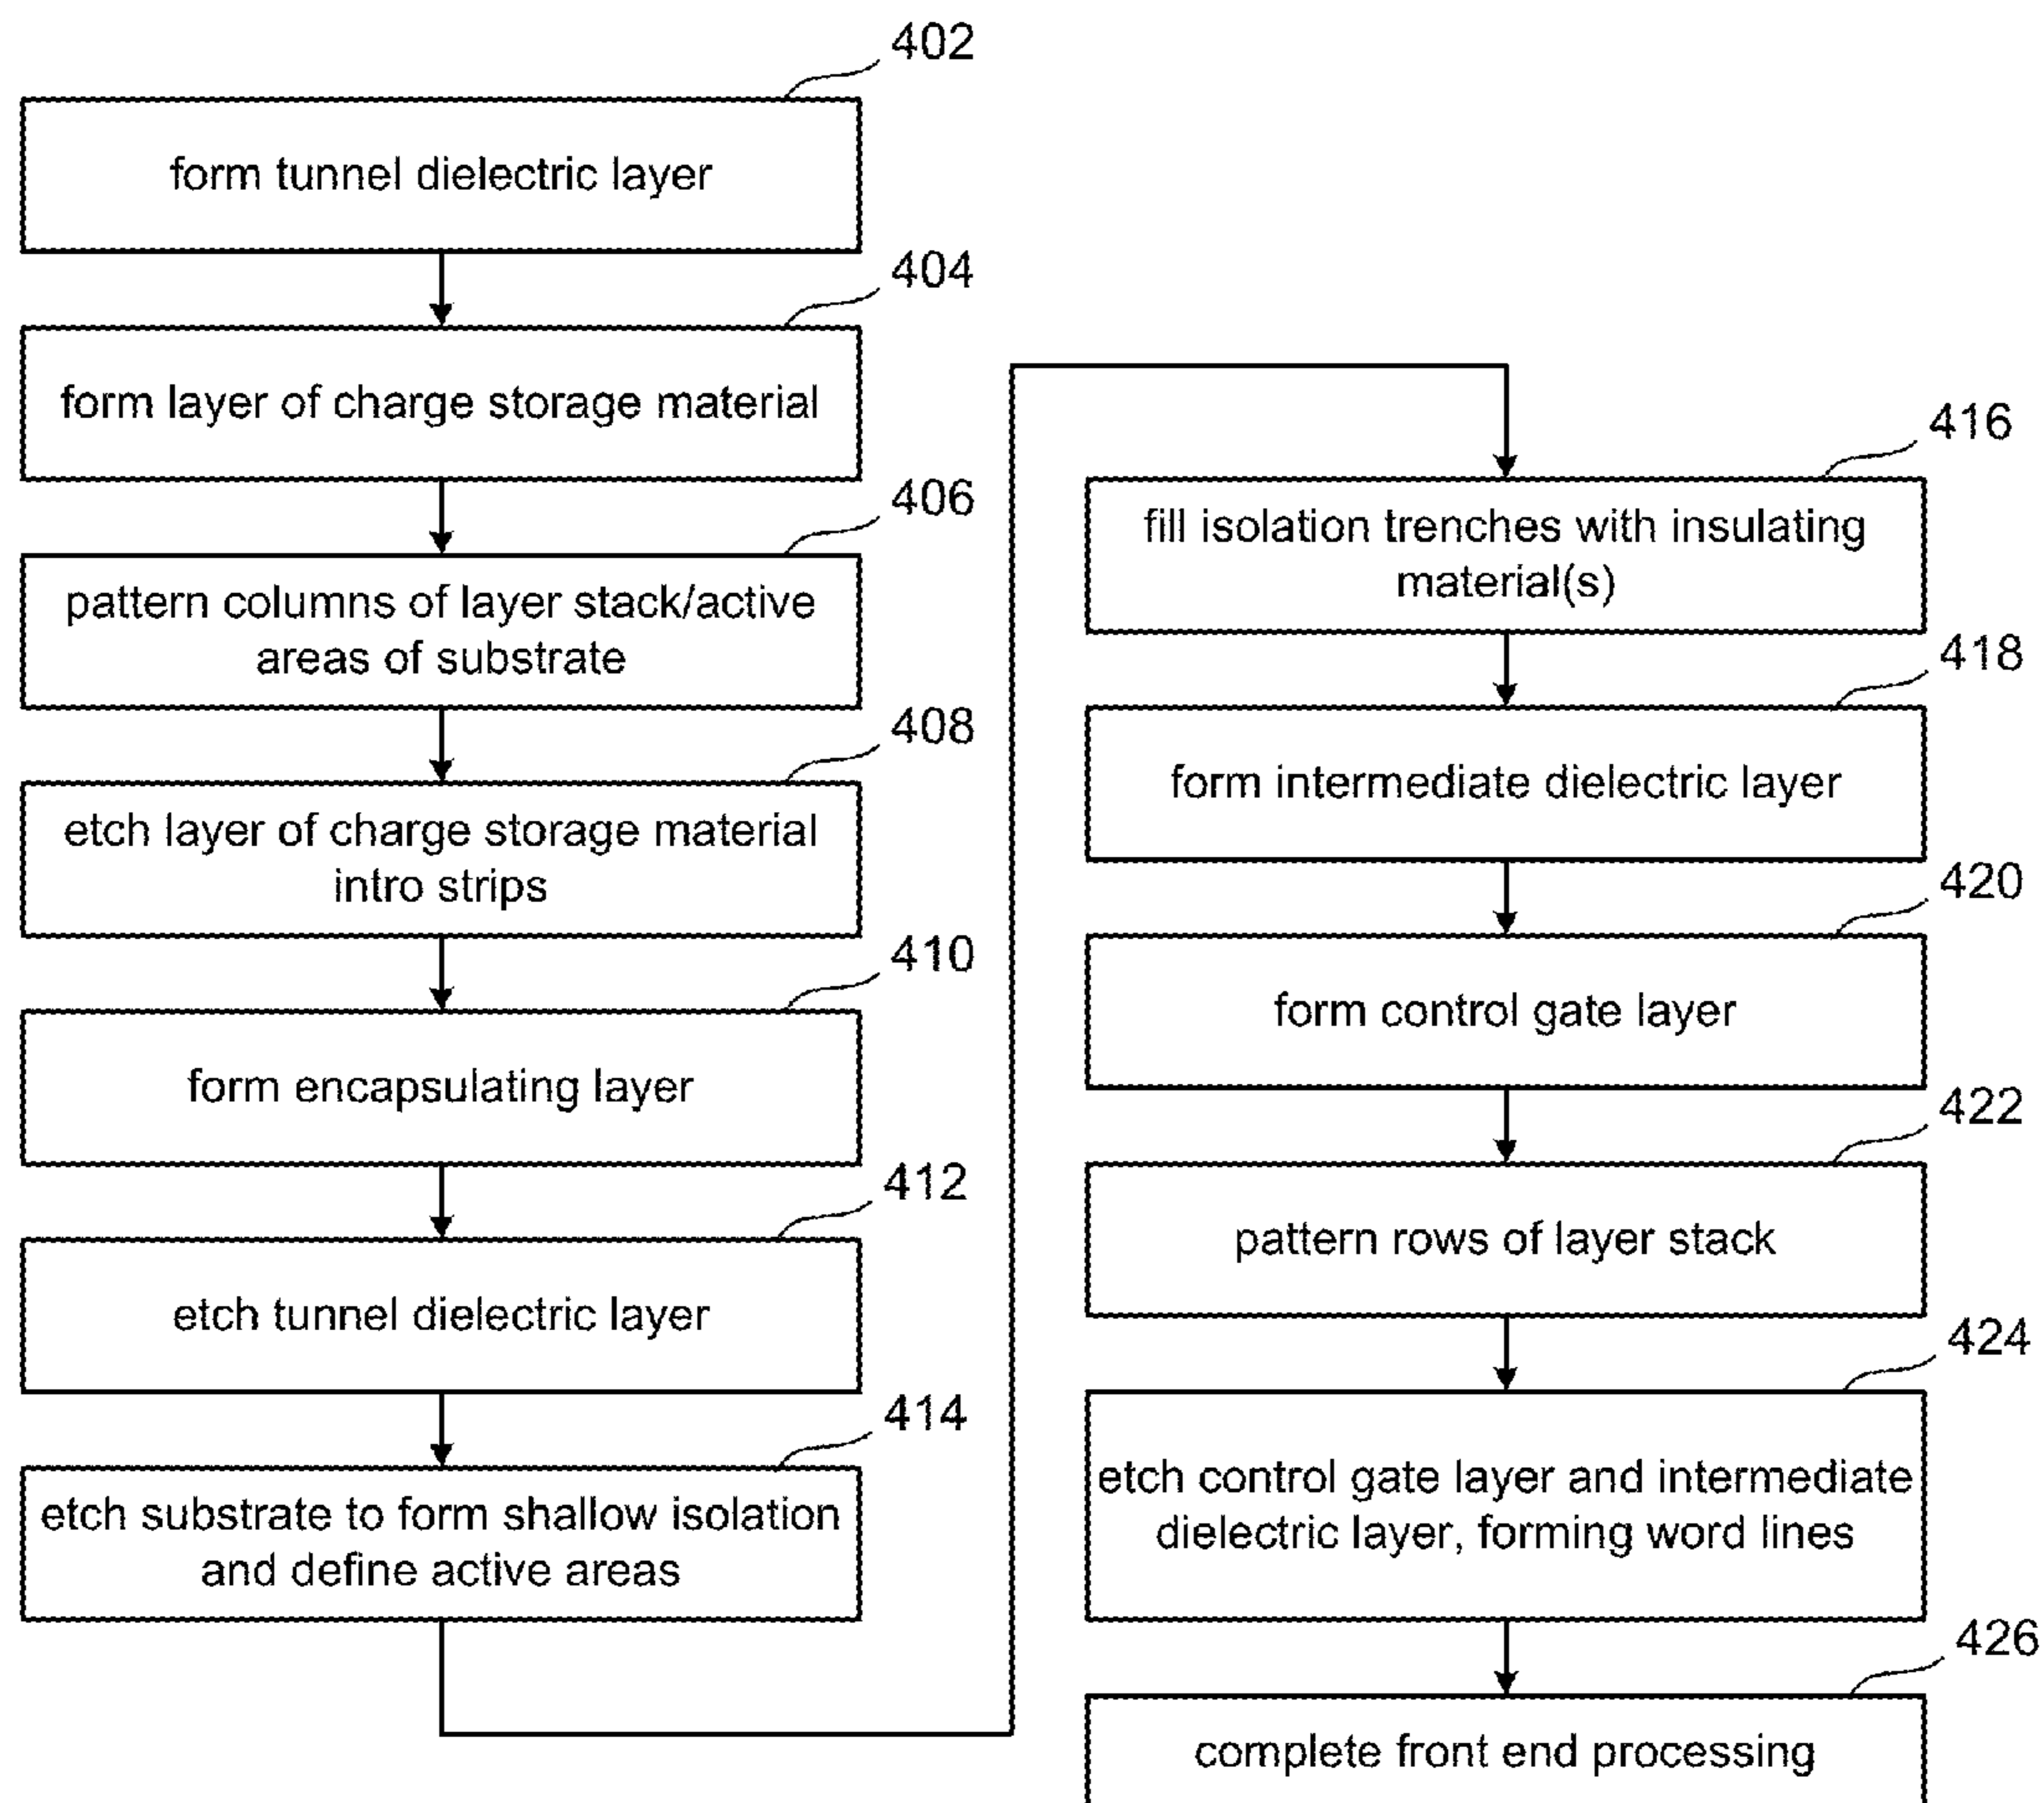 402
form tunnel dielectric layer
404
form layer of charge storage material
406
pattern columns of layer stack/active
areas of substrate
408
etch layer of charge storage material
intro strips
410
form encapsulating layer
412
etch tunnel dielectric layer
414
etch substrate to form shallow isolation
and define active areas
416
fill isolation trenches with insulating
material(s)
418
form intermediate dielectric layer
420
form control gate layer
422
pattern rows of layer stack
424
etch control gate layer and intermediate
dielectric layer, forming word lines
426
complete front end processing